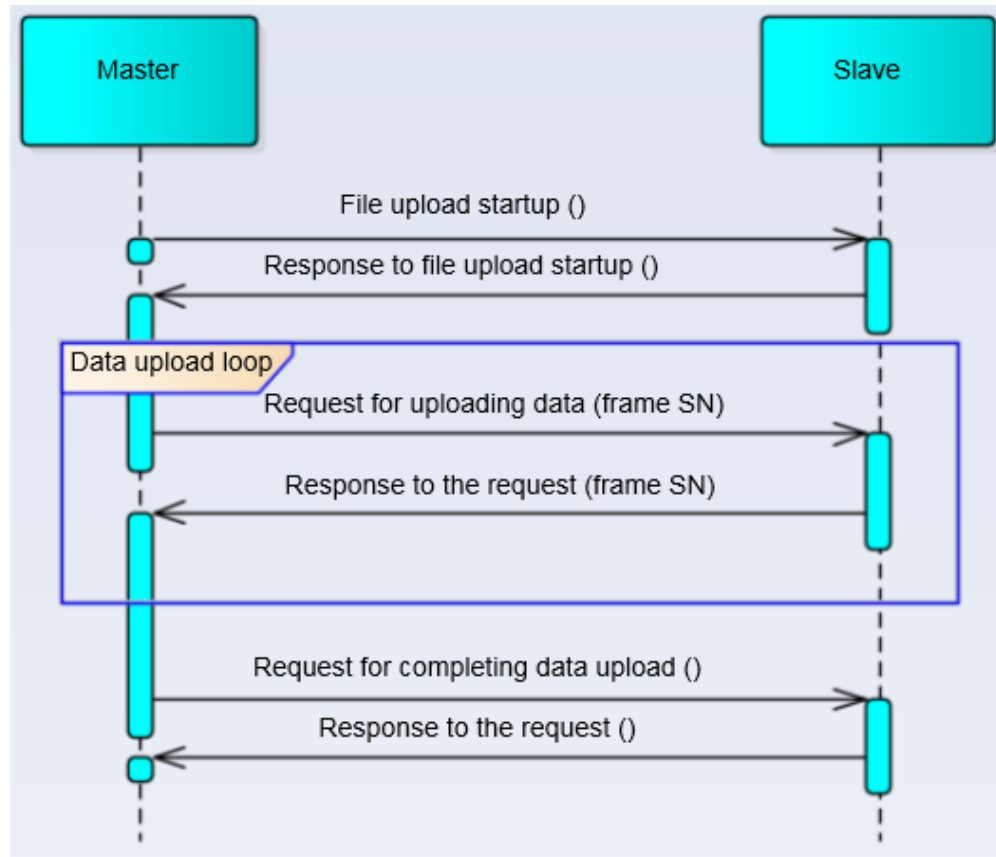 Master
Slave
File upload startup ()
Response to file upload startup ()
Data upload loop
Request for uploading data (frame SN)
Response to the request (frame SN)
Request for completing data upload ()
Response to the request ()